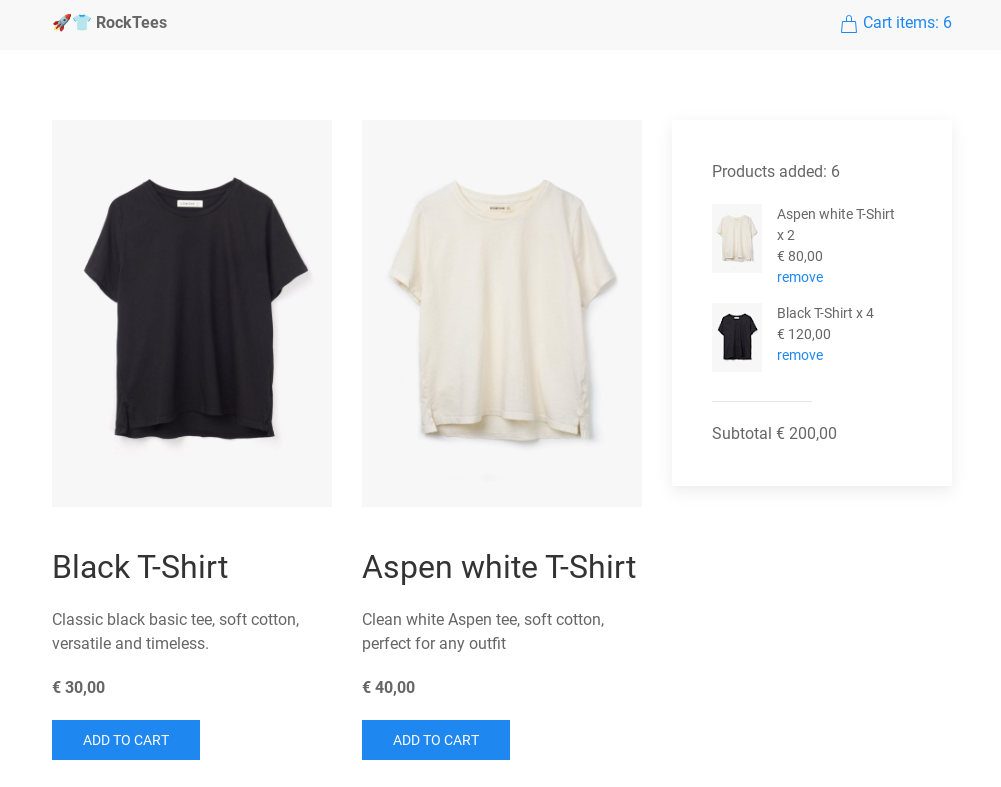 🚀👕 RockTees
Cart items: 6
Products added: 6
Aspen white T-Shirt
x 2
€ 80,00
remove
Black T-Shirt x 4
€ 120,00
remove
Subtotal € 200,00
Black T-Shirt
Classic black basic tee, soft cotton,
versatile and timeless.
€ 30,00
ADD TO CART
Aspen white T-Shirt
Clean white Aspen tee, soft cotton,
perfect for any outfit
€ 40,00
ADD TO CART